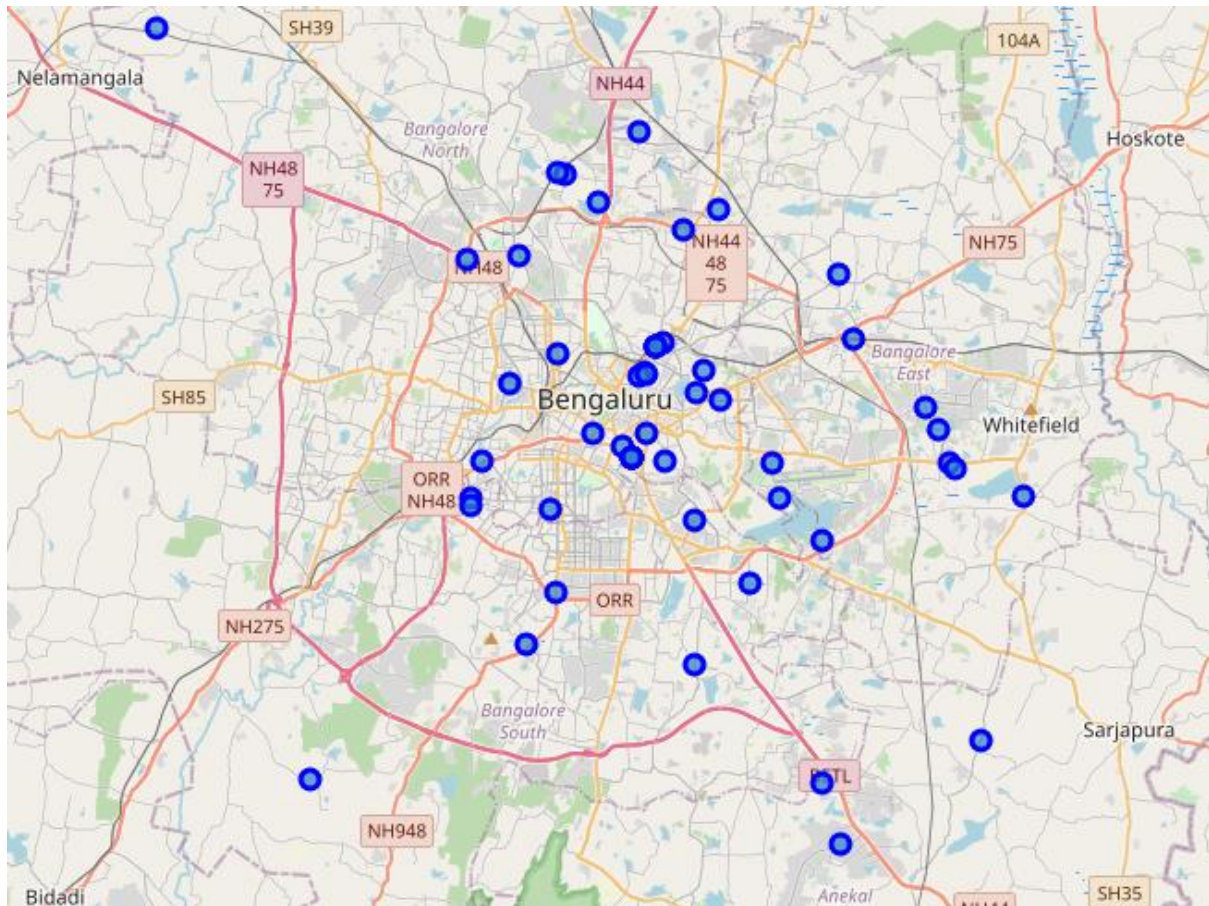 SH39
104A
Nelamangala
NH44
Bangalore
North
Hoskote
NH48
75
NH44
48
75
NH75
NH48
Bangalore
East
SH85
Bengaluru
Whitefield
ORR
NH48
ORR
NH275
Bangalore
South
Sarjapura
NH948
Bidadi
Anekal
SH35
NH44